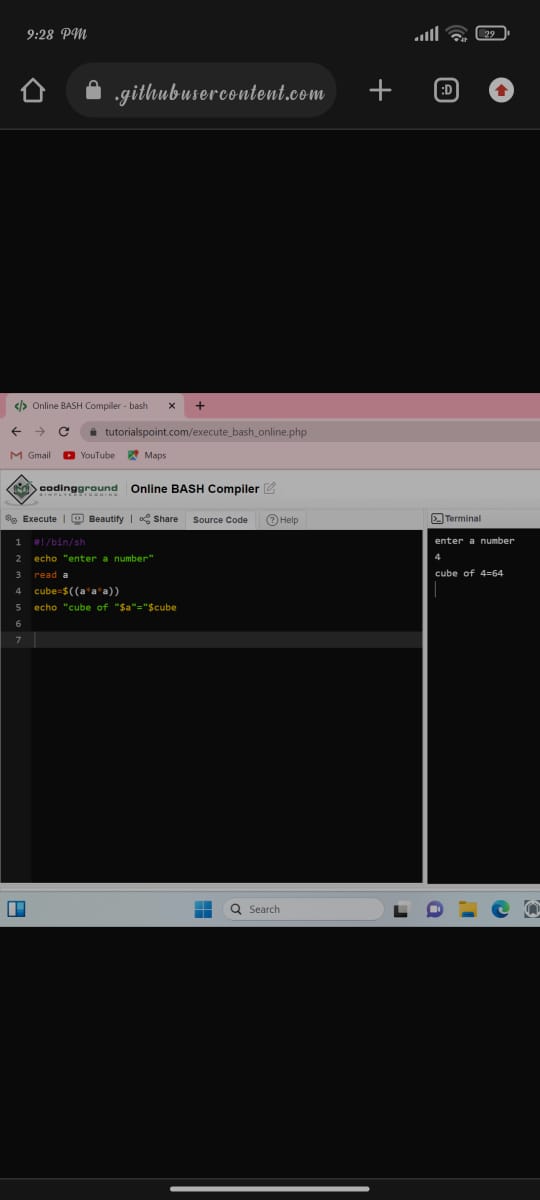 9:28 PM
29
.githubusercontent.com
:D
Online BASH Compiler - bash
tutorialspoint.com/execute_bash_online.php
Gmail YouTube Maps
codingground Online BASH Compiler
SIMPLYEASYCODING
Execute | Beautify | Share Source Code Help
Terminal
1 #!/bin/sh
2 echo "enter a number"
3 read a
4 cube=$((a*a*a))
5 echo "cube of "$a"="$cube
6
7
enter a number
4
cube of 4=64
Search